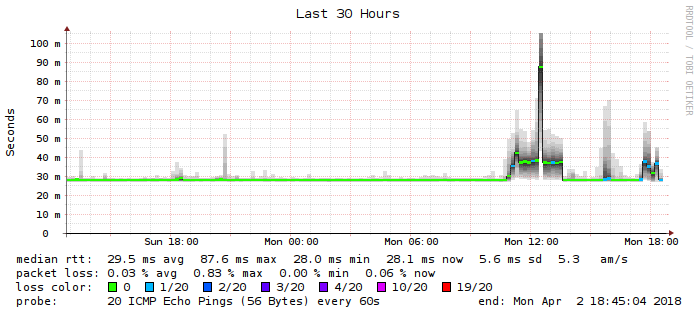 Last 30 Hours
RRDTOOL / TOBI OETIKER
Seconds
100 m
90 m
80 m
70 m
60 m
50 m
40 m
30 m
20 m
10 m
0
Sun 18:00 Mon 00:00 Mon 06:00 Mon 12:00 Mon 18:00
median rtt: 29.5 ms avg 87.6 ms max 28.0 ms min 28.1 ms now 5.6 ms sd 5.3 am/s
packet loss: 0.03 % avg 0.83 % max 0.00 % min 0.06 % now
loss color: 0 1/20 2/20 3/20 4/20 10/20 19/20
probe: 20 ICMP Echo Pings (56 Bytes) every 60s end: Mon Apr 2 18:45:04 2018